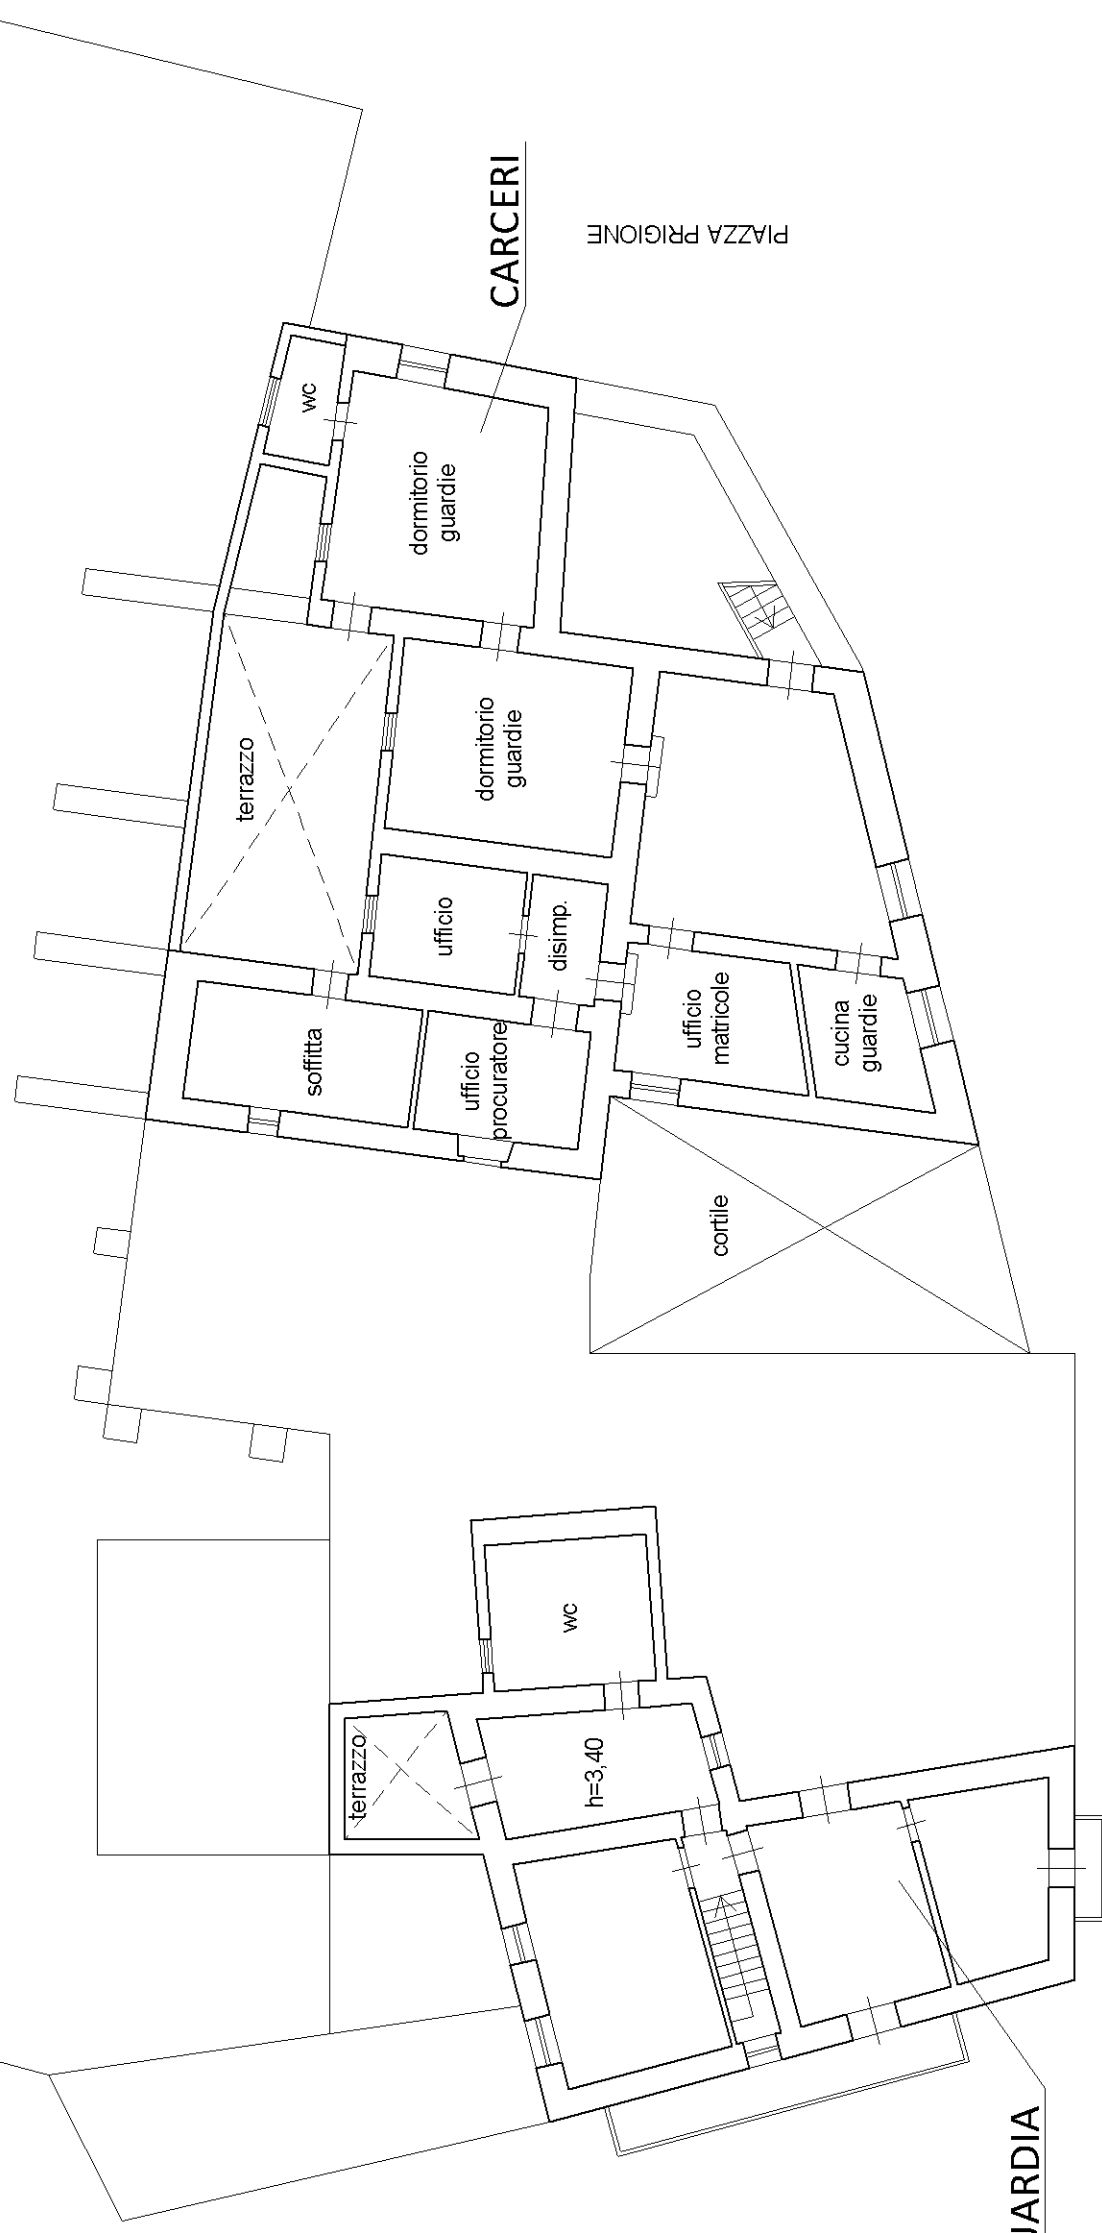 CARCERI
PIAZZA PRIGIONE
wc
dormitorio
guardie
terrazzo
dormitorio
guardie
ufficio
disimp.
soffitta
ufficio
procuratore
ufficio
matricole
cucina
guardie
cortile
wc
terrazzo
h=3,40